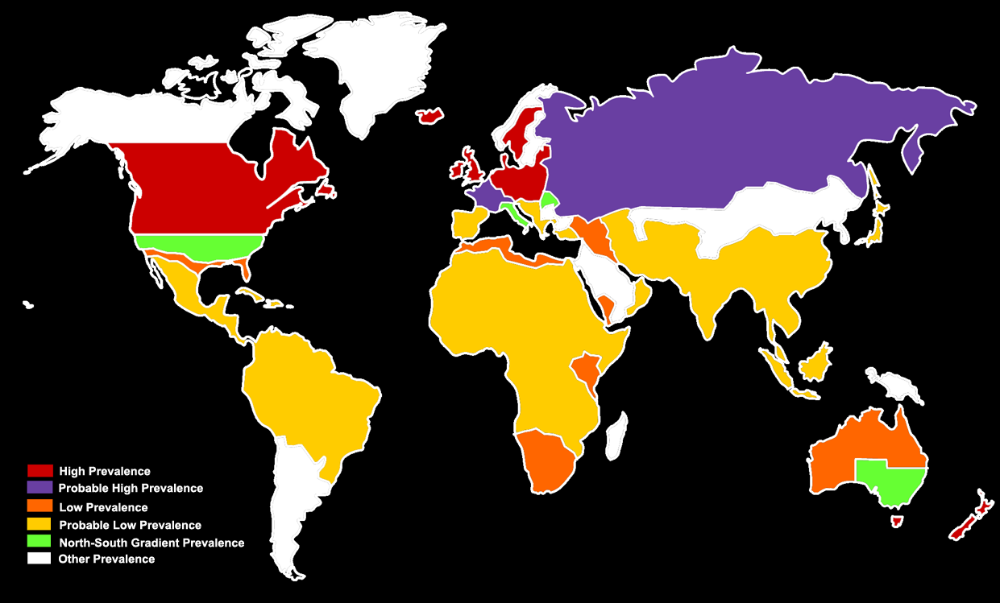 High Prevalence
Probable High Prevalence
Low Prevalence
Probable Low Prevalence
North-South Gradient Prevalence
Other Prevalence